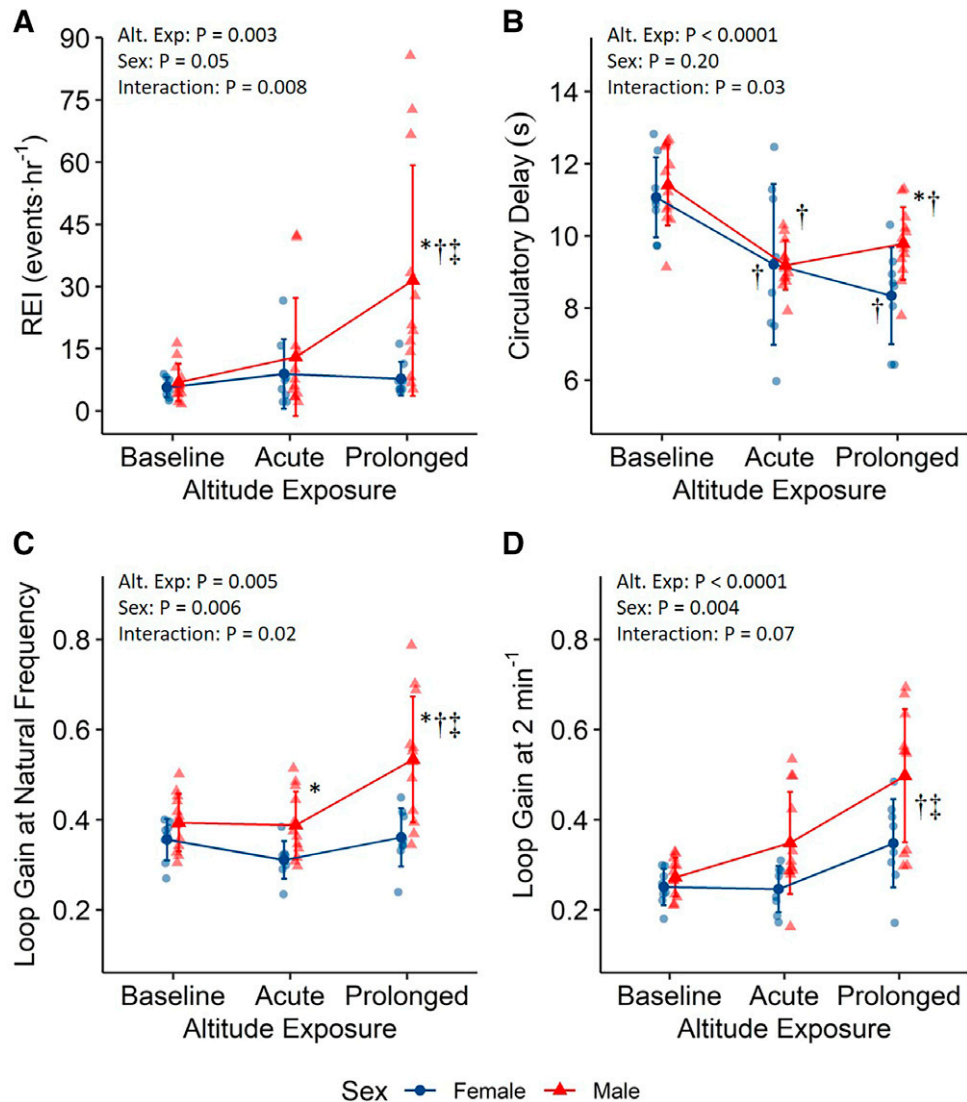 A
Alt. Exp: P = 0.003
Sex: P = 0.05
Interaction: P = 0.008
90
75
60
45
30
15
0
REI (events·hr⁻¹)
*†‡
Baseline Acute Prolonged
Altitude Exposure
B
Alt. Exp: P < 0.0001
Sex: P = 0.20
Interaction: P = 0.03
14
12
10
8
6
Circulatory Delay (s)
†
†
*†
†
Baseline Acute Prolonged
Altitude Exposure
C
Alt. Exp: P = 0.005
Sex: P = 0.006
Interaction: P = 0.02
0.8
0.6
0.4
0.2
Loop Gain at Natural Frequency
*
*†‡
Baseline Acute Prolonged
Altitude Exposure
D
Alt. Exp: P < 0.0001
Sex: P = 0.004
Interaction: P = 0.07
0.8
0.6
0.4
0.2
Loop Gain at 2 min⁻¹
†‡
Baseline Acute Prolonged
Altitude Exposure
Sex Female Male